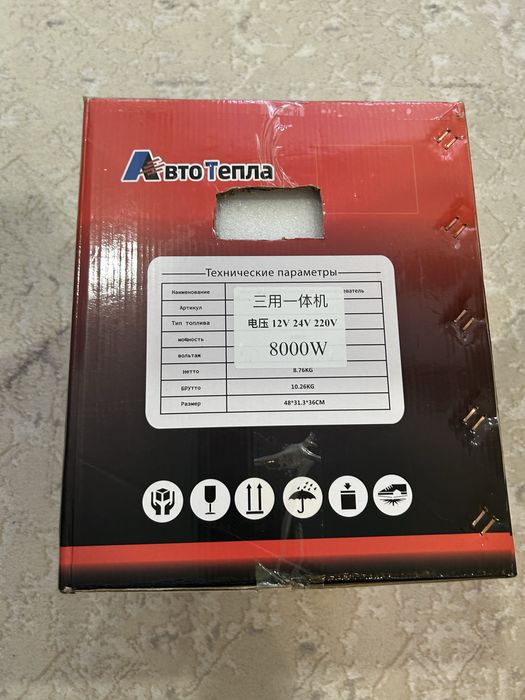 АвтоТепла
Технические параметры
Наименование
Артикул
Тип топлива
мощность
вольтаж
Нетто 8.76KG
Брутто 10.26KG
Размер 48*31.3*36CM
三用一体机
电压 12V 24V 220V
8000W